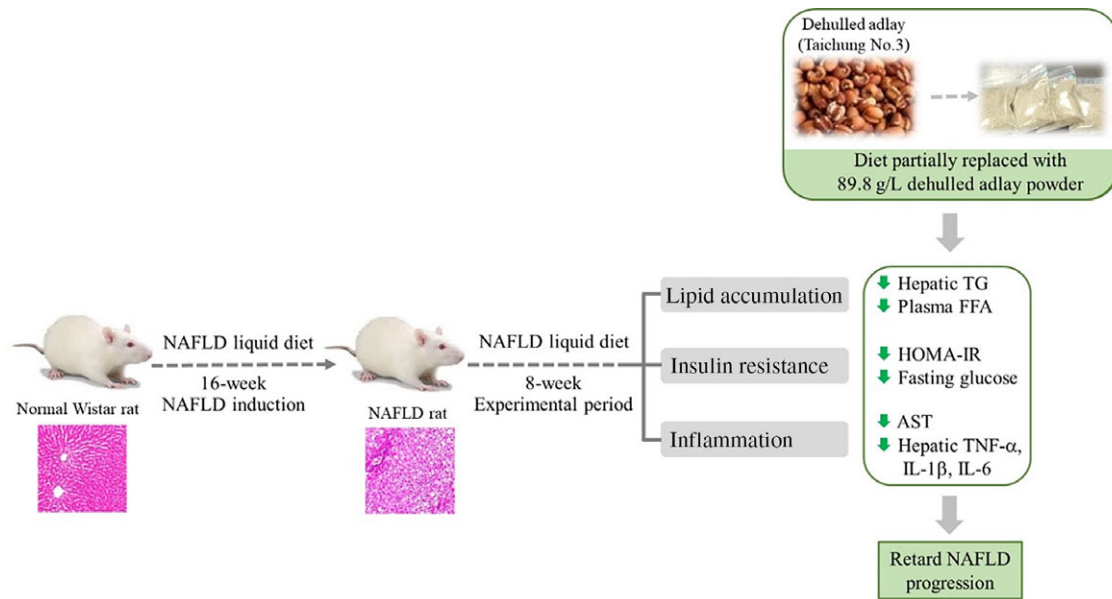 Dehulled adlay
(Taichung No.3)
Diet partially replaced with
89.8 g/L dehulled adlay powder
Normal Wistar rat
NAFLD liquid diet
16-week
NAFLD induction
NAFLD rat
NAFLD liquid diet
8-week
Experimental period
Lipid accumulation
Insulin resistance
Inflammation
Hepatic TG
Plasma FFA
HOMA-IR
Fasting glucose
AST
Hepatic TNF-α,
IL-1β, IL-6
Retard NAFLD
progression